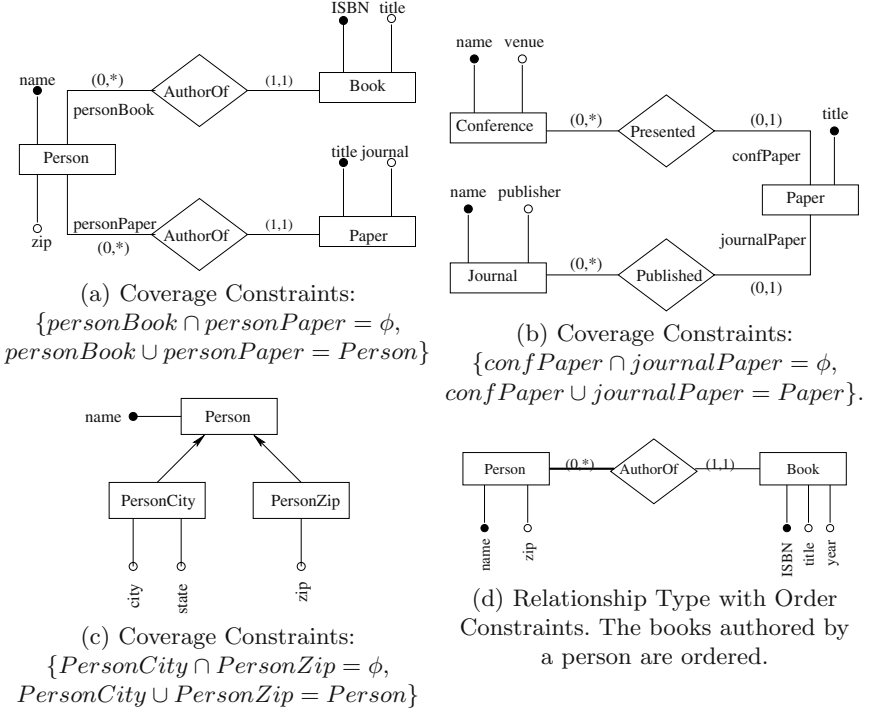 ISBN title
name
(0,*)
AuthorOf
(1,1)
Book
personBook
Person
title journal
personPaper
zip
(0,*)
AuthorOf
(1,1)
Paper
(a) Coverage Constraints:
{personBook ∩ personPaper = ϕ,
personBook ∪ personPaper = Person}
name venue
Conference
(0,*)
Presented
(0,1)
title
confPaper
name publisher
Paper
journalPaper
Journal
(0,*)
Published
(0,1)
(b) Coverage Constraints:
{confPaper ∩ journalPaper = ϕ,
confPaper ∪ journalPaper = Paper}.
name
Person
PersonCity
PersonZip
city
state
zip
(c) Coverage Constraints:
{PersonCity ∩ PersonZip = ϕ,
PersonCity ∪ PersonZip = Person}
Person
(0,*)
AuthorOf
(1,1)
Book
name
zip
ISBN
title
year
(d) Relationship Type with Order
Constraints. The books authored by
a person are ordered.